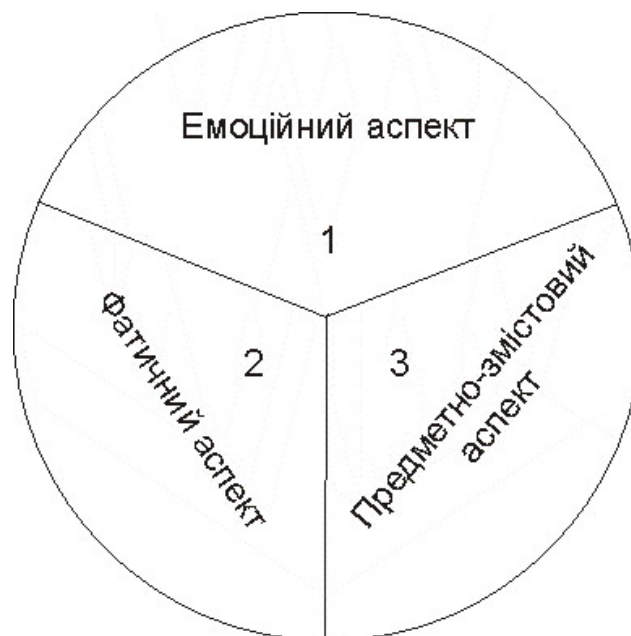 Емоційний аспект
1
Фатичний аспект
2
3
Предметно-змістовий
аспект